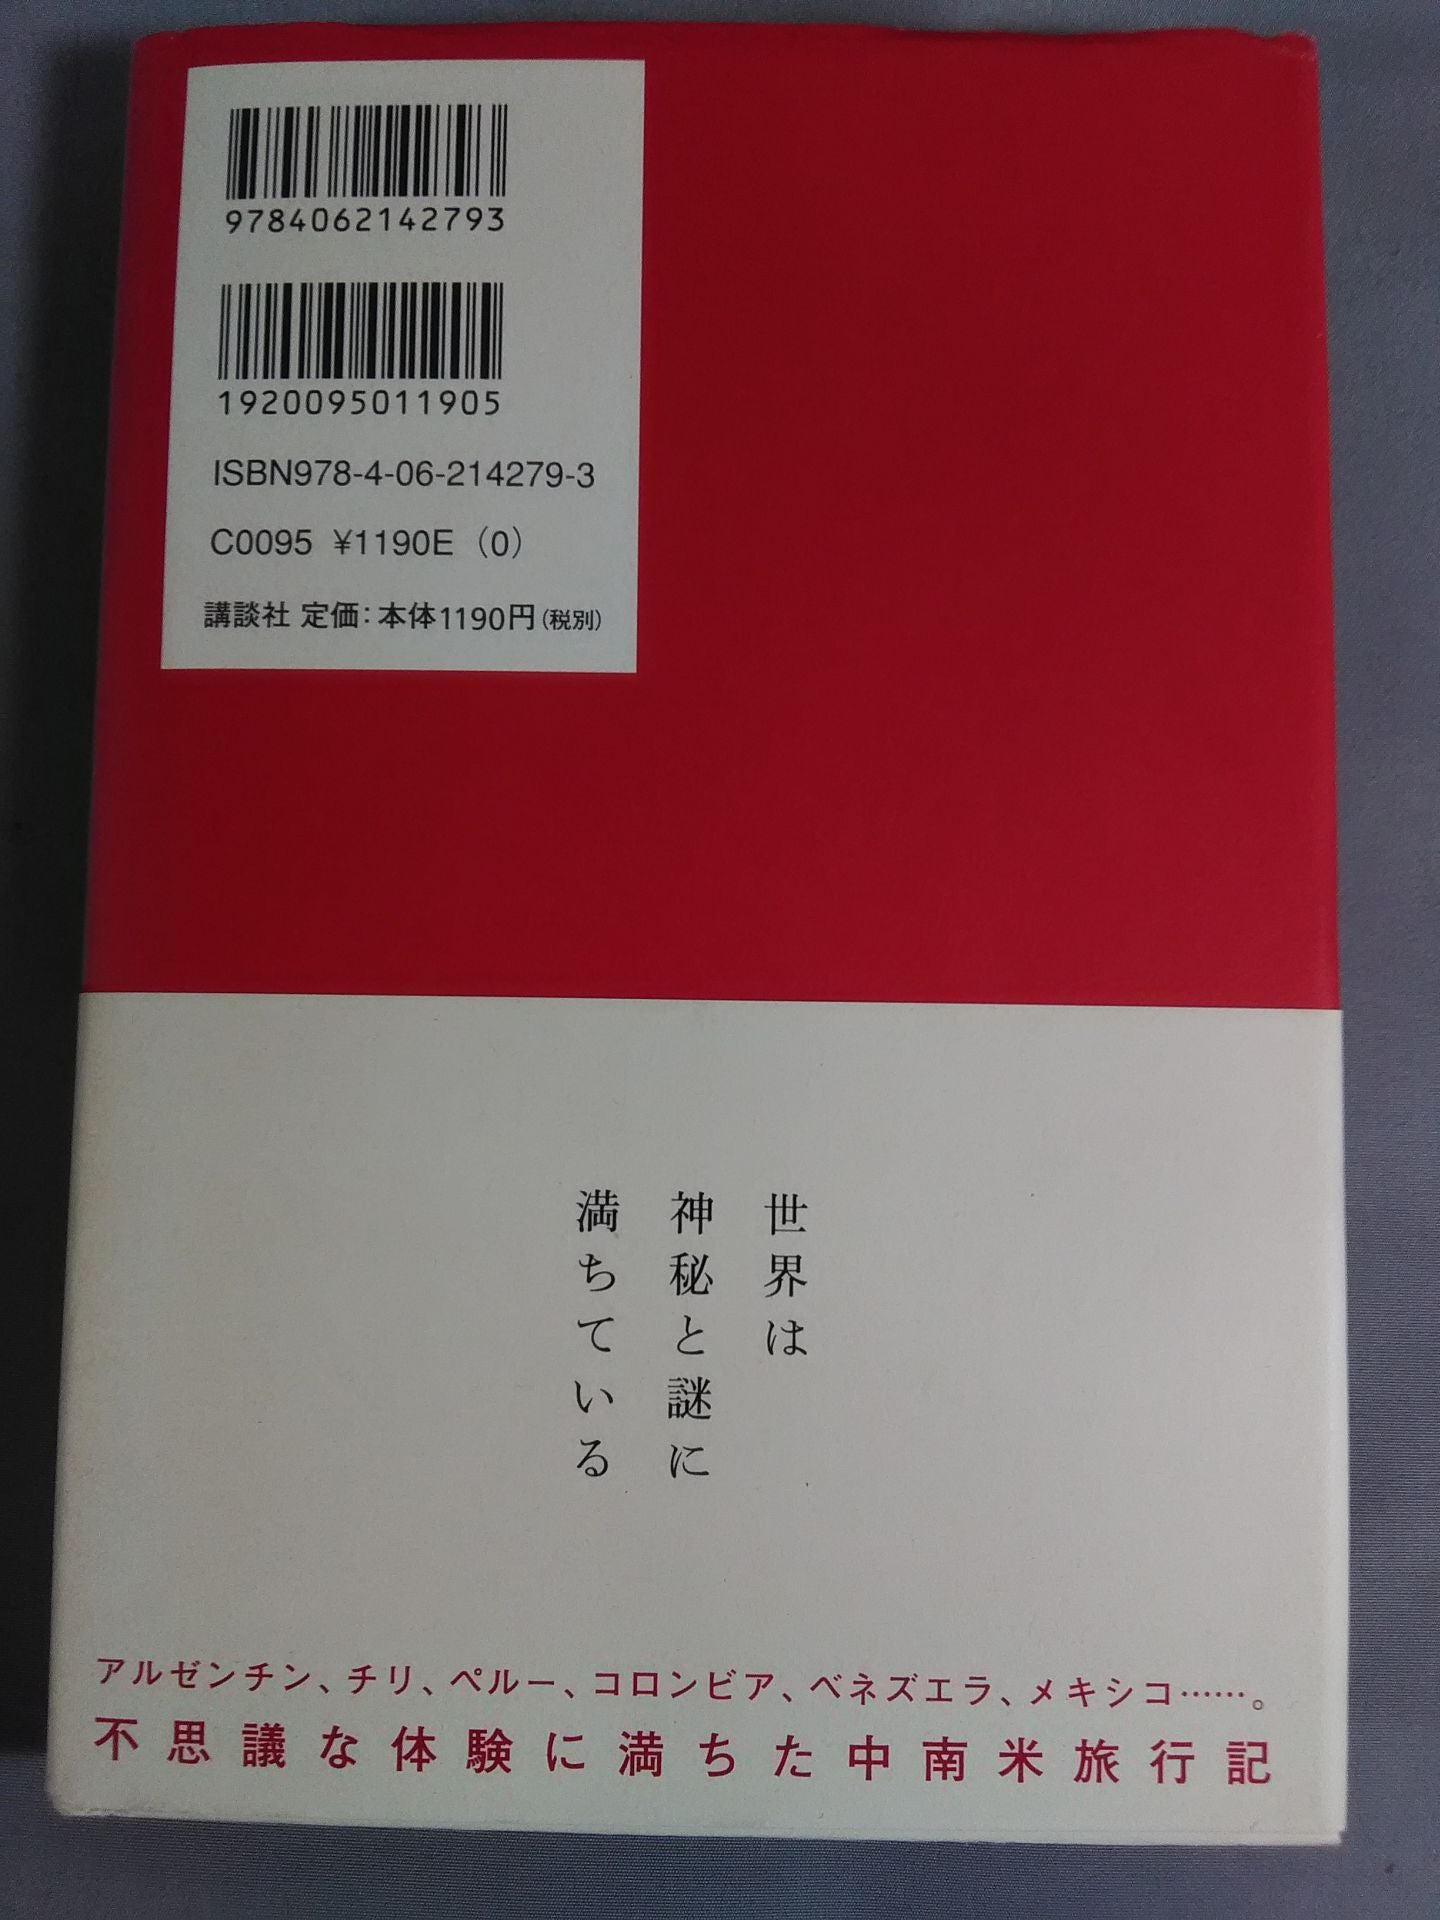 9784062142793
1920095011905
ISBN978-4-06-214279-3
C0095 ¥1190E (0)
講談社 定価：本体1190円（税別）
世界は
神秘と謎に
満ちている
アルゼンチン、チリ、ペルー、コロンビア、ベネズエラ、メキシコ……。
不思議な体験に満ちた中南米旅行記